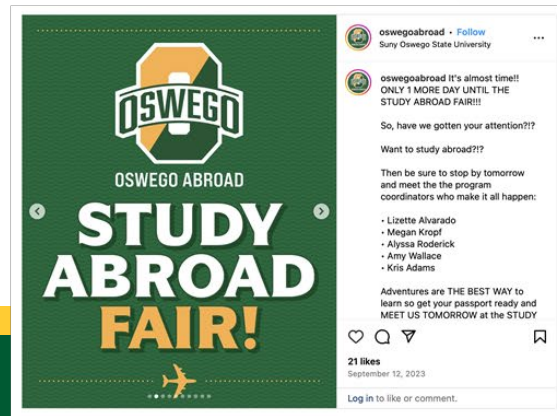 OSWEGO
OSWEGO ABROAD
STUDY
ABROAD
FAIR!
oswegoabroad • Follow
Suny Oswego State University
oswegoabroad It's almost time!!
ONLY 1 MORE DAY UNTIL THE
STUDY ABROAD FAIR!!!
So, have we gotten your attention?!?
Want to study abroad?!?
Then be sure to stop by tomorrow
and meet the the program
coordinators who make it all happen:
• Lizette Alvarado
• Megan Kropf
• Alyssa Roderick
• Amy Wallace
• Kris Adams
Adventures are THE BEST WAY to
learn so get your passport ready and
MEET US TOMORROW at the STUDY
21 likes
September 12, 2023
Log in to like or comment.